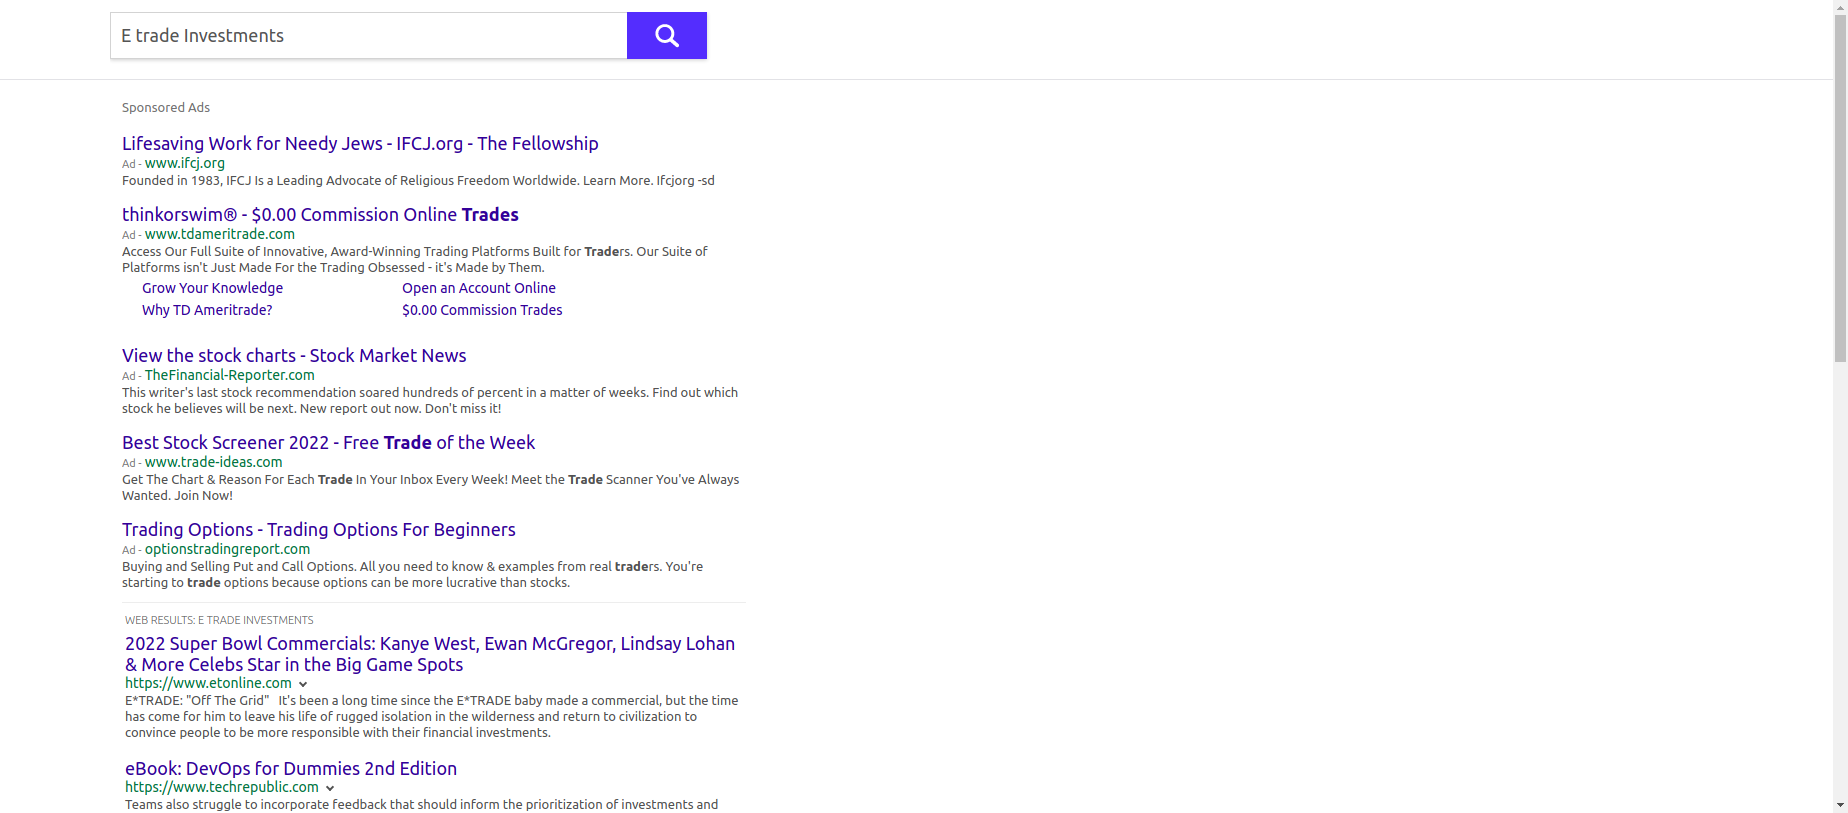 E trade Investments
Sponsored Ads
Lifesaving Work for Needy Jews - IFCJ.org - The Fellowship
Ad - www.ifcj.org
Founded in 1983, IFCJ Is a Leading Advocate of Religious Freedom Worldwide. Learn More. Ifcjorg -sd
thinkorswim® - $0.00 Commission Online Trades
Ad - www.tdameritrade.com
Access Our Full Suite of Innovative, Award-Winning Trading Platforms Built for Traders. Our Suite of
Platforms isn't Just Made For the Trading Obsessed - it's Made by Them.
Grow Your Knowledge Open an Account Online
Why TD Ameritrade? $0.00 Commission Trades
View the stock charts - Stock Market News
Ad - TheFinancial-Reporter.com
This writer's last stock recommendation soared hundreds of percent in a matter of weeks. Find out which
stock he believes will be next. New report out now. Don't miss it!
Best Stock Screener 2022 - Free Trade of the Week
Ad - www.trade-ideas.com
Get The Chart & Reason For Each Trade In Your Inbox Every Week! Meet the Trade Scanner You've Always
Wanted. Join Now!
Trading Options - Trading Options For Beginners
Ad - optionstradingreport.com
Buying and Selling Put and Call Options. All you need to know & examples from real traders. You're
starting to trade options because options can be more lucrative than stocks.
WEB RESULTS: E TRADE INVESTMENTS
2022 Super Bowl Commercials: Kanye West, Ewan McGregor, Lindsay Lohan
& More Celebs Star in the Big Game Spots
https://www.etonline.com
E*TRADE: "Off The Grid" It's been a long time since the E*TRADE baby made a commercial, but the time
has come for him to leave his life of rugged isolation in the wilderness and return to civilization to
convince people to be more responsible with their financial investments.
eBook: DevOps for Dummies 2nd Edition
https://www.techrepublic.com
Teams also struggle to incorporate feedback that should inform the prioritization of investments and